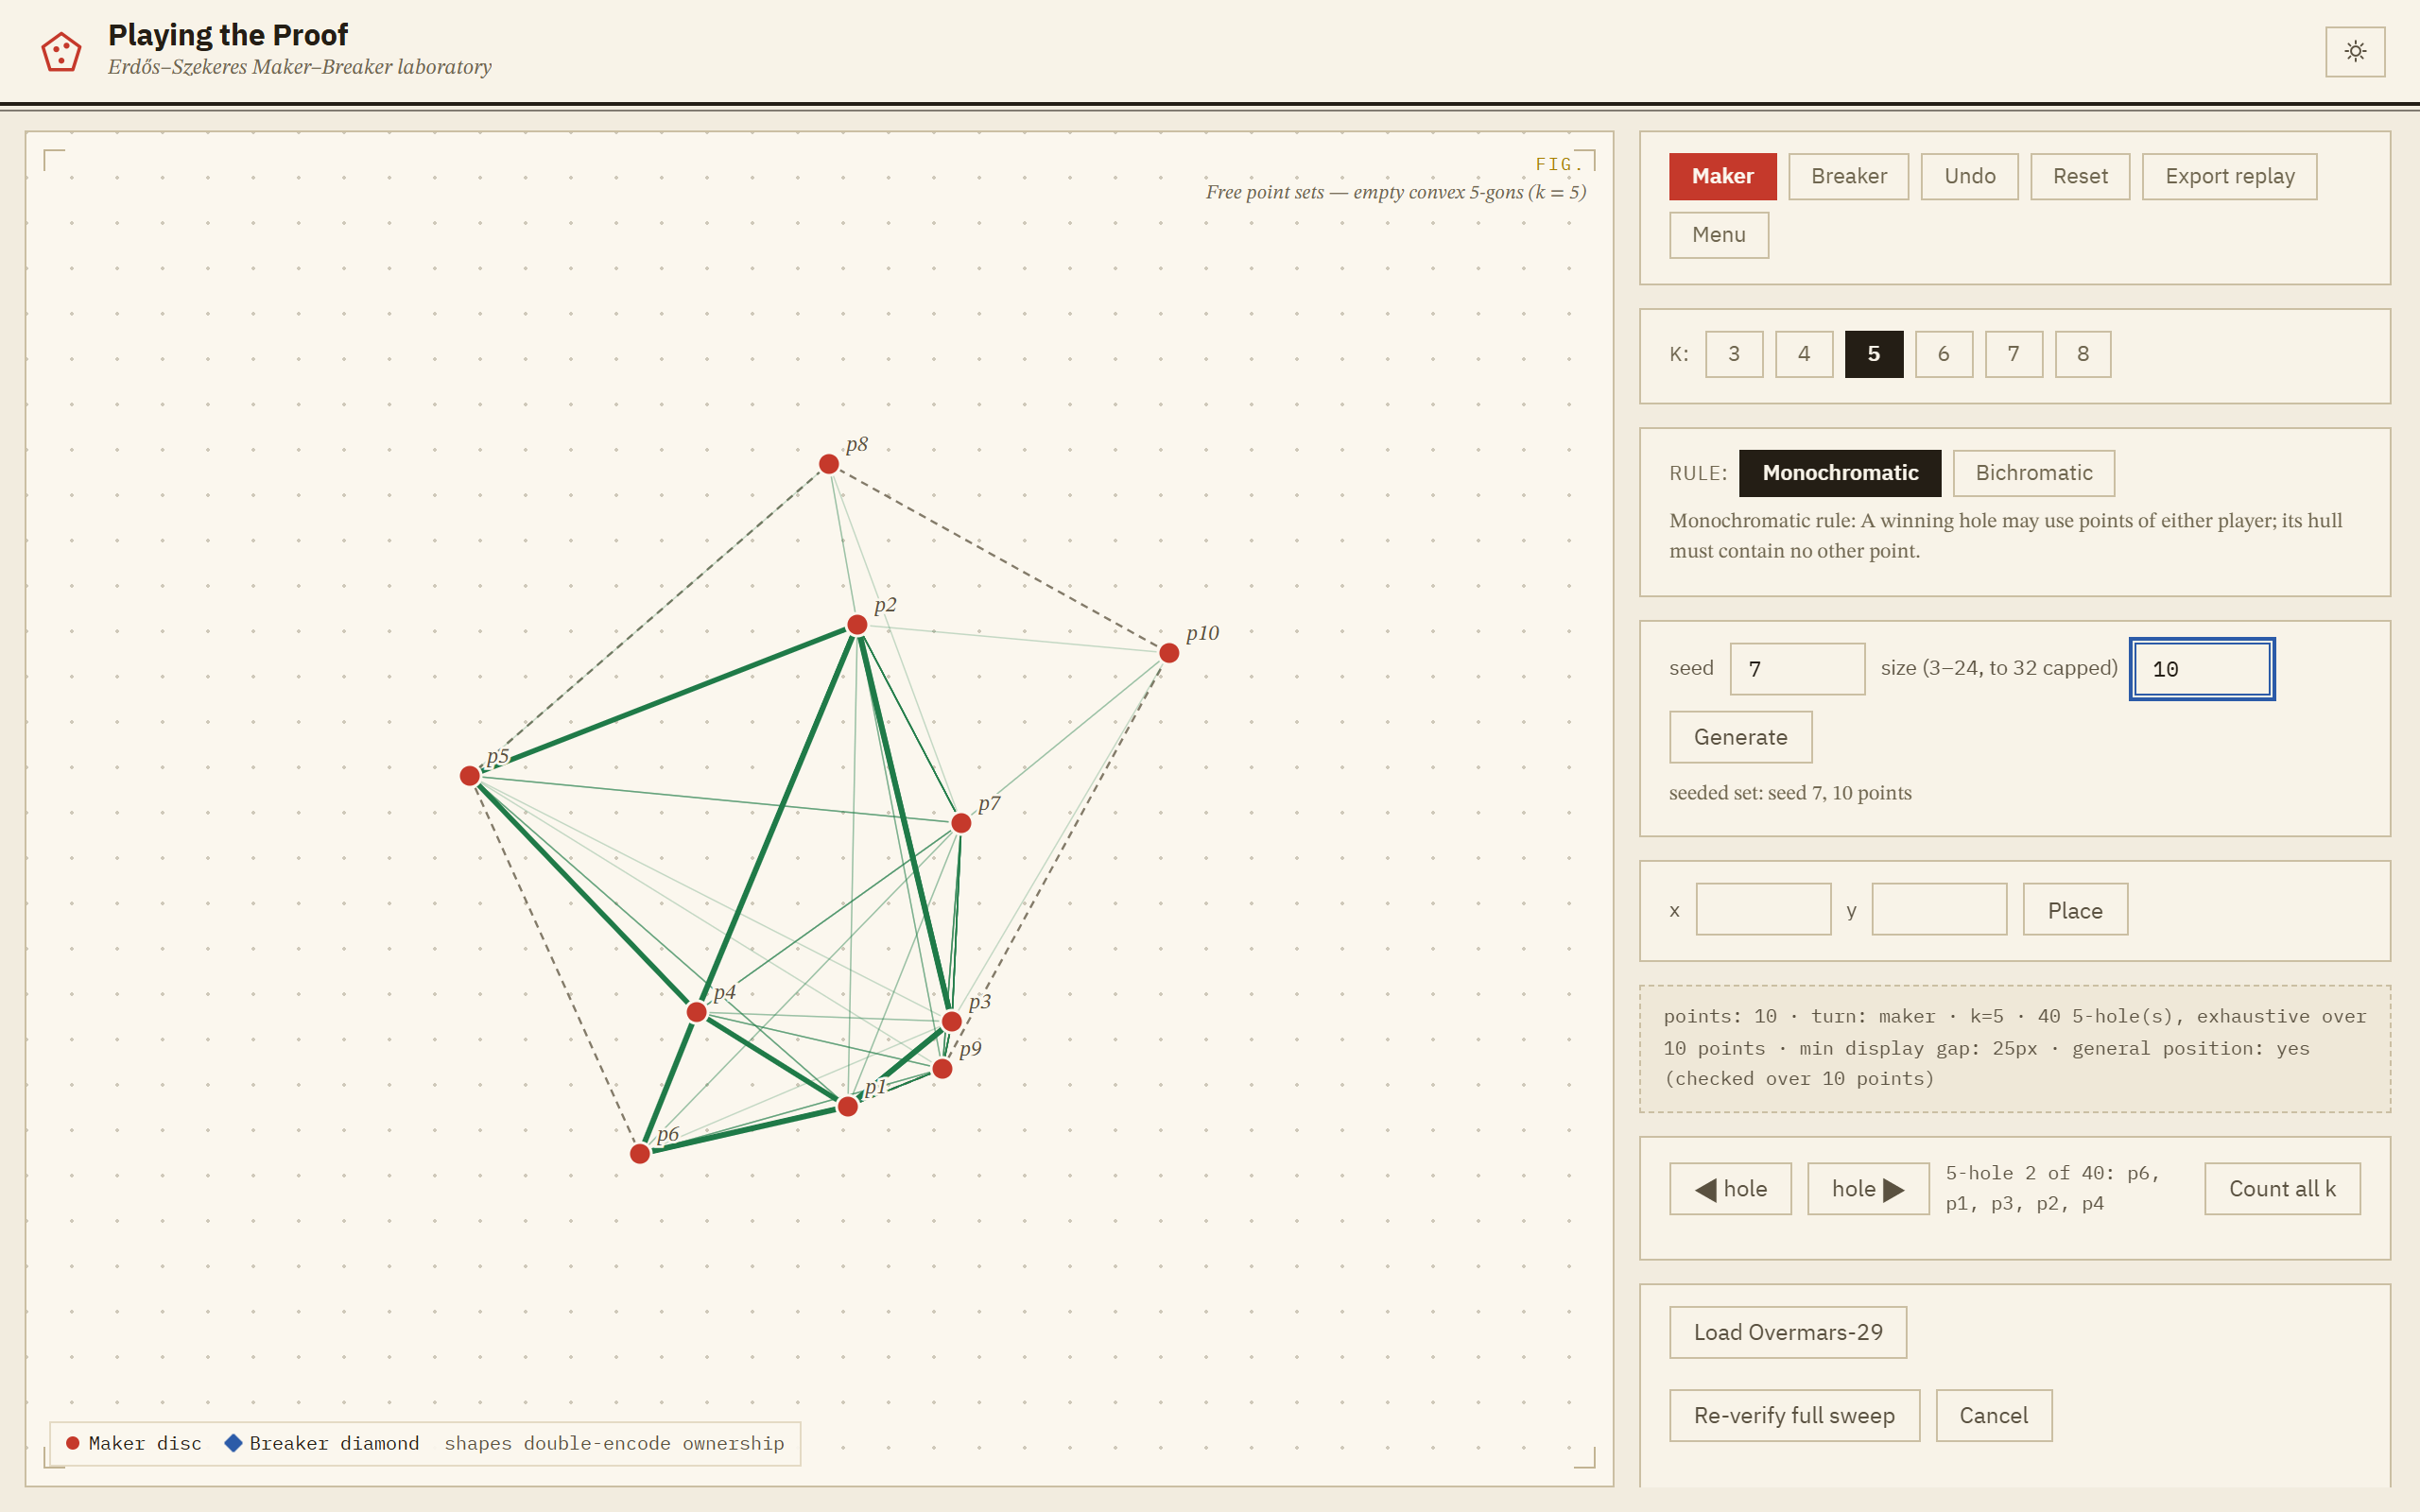 Playing the Proof
Erdős–Szekeres Maker–Breaker laboratory
FIG.
Free point sets — empty convex 5-gons (k = 5)
p8
p2
p10
p5
p7
p4
p3
p9
p1
p6
Maker disc Breaker diamond shapes double-encode ownership
Maker Breaker Undo Reset Export replay
Menu
K: 3 4 5 6 7 8
RULE: Monochromatic Bichromatic
Monochromatic rule: A winning hole may use points of either player; its hull
must contain no other point.
seed 7 size (3–24, to 32 capped) 10
Generate
seeded set: seed 7, 10 points
x y Place
points: 10 · turn: maker · k=5 · 40 5-hole(s), exhaustive over
10 points · min display gap: 25px · general position: yes
(checked over 10 points)
◀ hole hole ▶ 5-hole 2 of 40: p6,
p1, p3, p2, p4
Count all k
Load Overmars-29
Re-verify full sweep Cancel